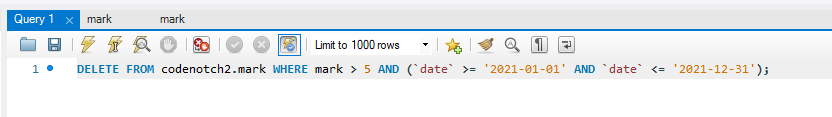 Query 1 mark mark
Limit to 1000 rows
1 DELETE FROM codenotch2.mark WHERE mark > 5 AND (`date` >= '2021-01-01' AND `date` <= '2021-12-31');